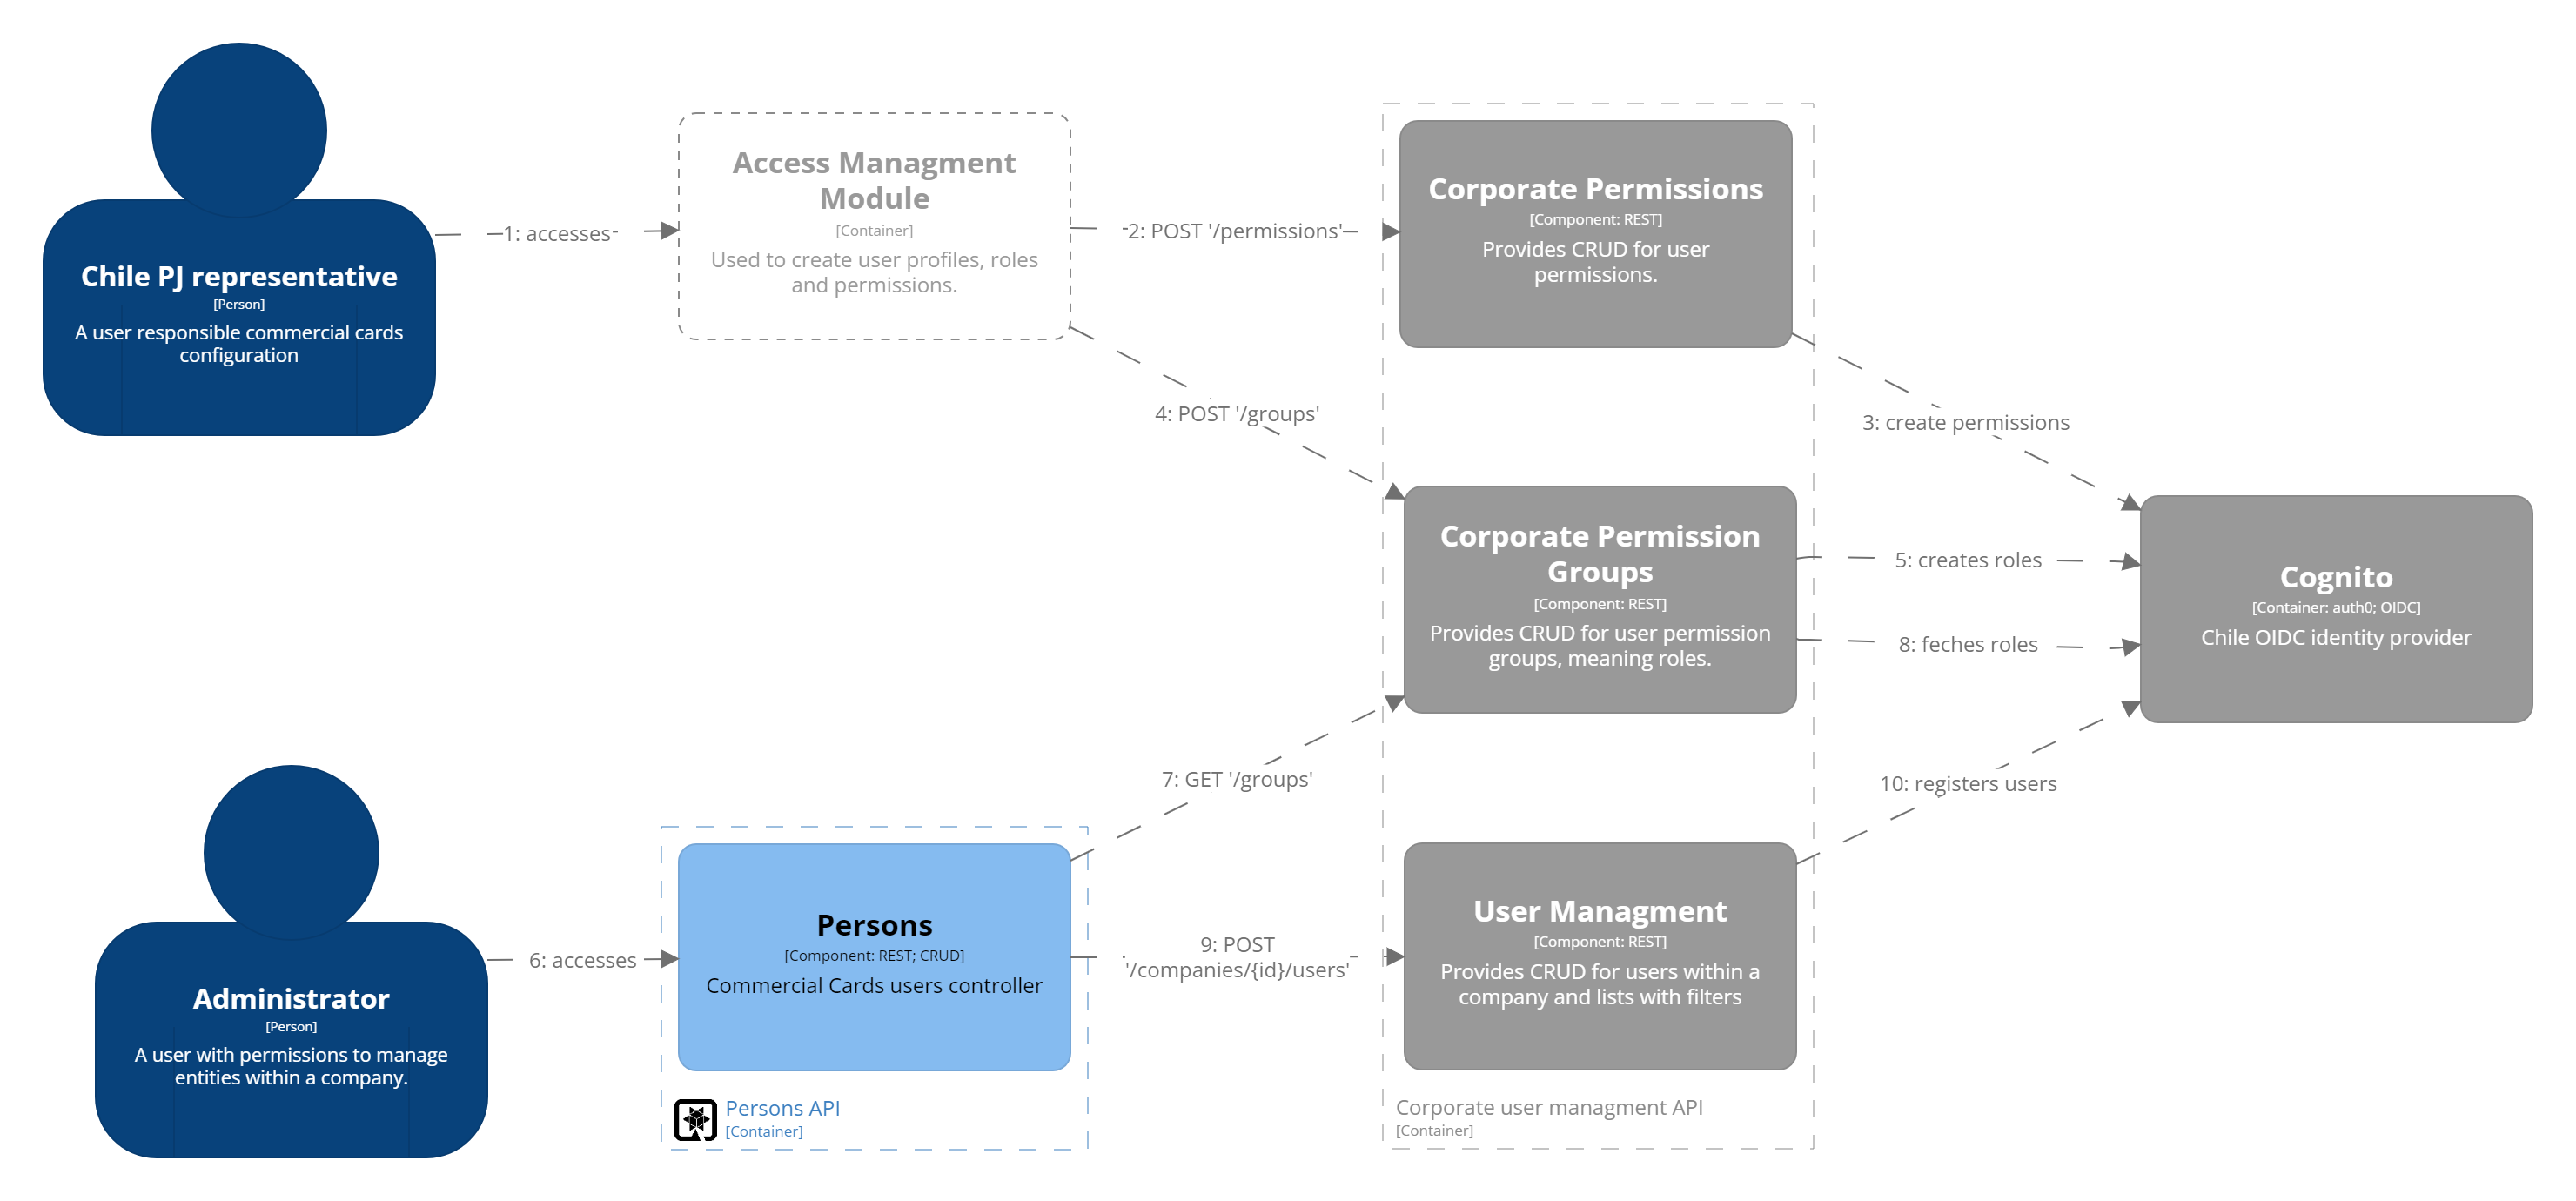 Chile PJ representative
[Person]
A user responsible commercial cards
configuration
1: accesses
Access Managment
Module
[Container]
Used to create user profiles, roles
and permissions.
2: POST '/permissions'
Corporate Permissions
[Component: REST]
Provides CRUD for user
permissions.
3: create permissions
4: POST '/groups'
Corporate Permission
Groups
[Component: REST]
Provides CRUD for user permission
groups, meaning roles.
5: creates roles
8: feches roles
Cognito
[Container: auth0; OIDC]
Chile OIDC identity provider
7: GET '/groups'
10: registers users
Administrator
[Person]
A user with permissions to manage
entities within a company.
6: accesses
Persons
[Component: REST; CRUD]
Commercial Cards users controller
Persons API
[Container]
9: POST
'/companies/{id}/users'
User Managment
[Component: REST]
Provides CRUD for users within a
company and lists with filters
Corporate user managment API
[Container]